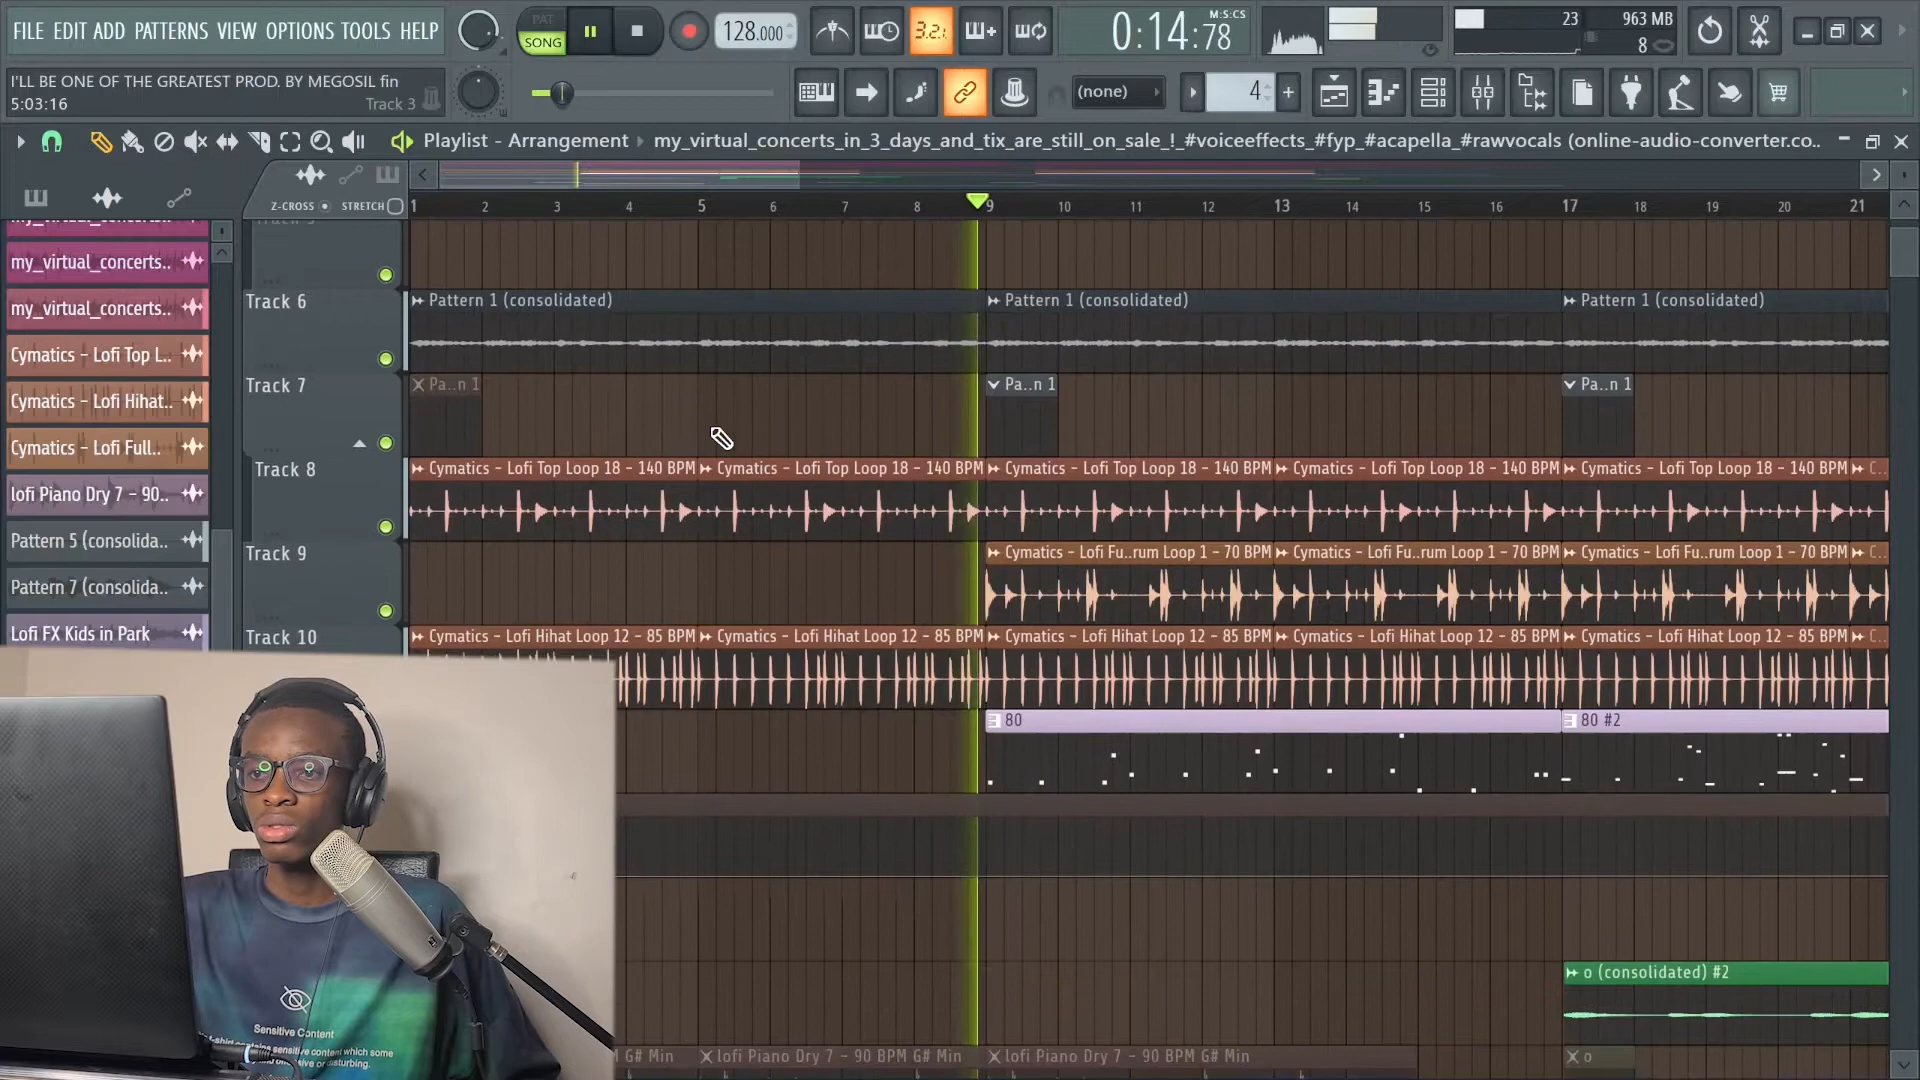 FILE EDIT ADD PATTERNS VIEW OPTIONS TOOLS HELP
PAT
SONG
128.000
3.2.
0:14:78
M:S:CS
23
963 MB
8
I'LL BE ONE OF THE GREATEST PROD. BY MEGOSIL fin
5:03:16
Track 3
(none)
4
Playlist - Arrangement
my_virtual_concerts_in_3_days_and_tix_are_still_on_sale_!_#voiceeffects_#fyp_#acapella_#rawvocals (online-audio-converter.co..
Z-CROSS
STRETCH
1 2 3 4 5 6 7 8 9 10 11 12 13 14 15 16 17 18 19 20 21
my_virtual_concerts..
my_virtual_concerts..
Cymatics - Lofi Top L..
Cymatics - Lofi Hihat..
Cymatics - Lofi Full..
lofi Piano Dry 7 - 90..
Pattern 5 (consolida..
Pattern 7 (consolida..
Lofi FX Kids in Park
Track 6
Pattern 1 (consolidated)
Pattern 1 (consolidated)
Pattern 1 (consolidated)
Track 7
Pa..n 1
Pa..n 1
Pa..n 1
Track 8
Cymatics - Lofi Top Loop 18 - 140 BPM
Cymatics - Lofi Top Loop 18 - 140 BPM
Cymatics - Lofi Top Loop 18 - 140 BPM
Cymatics - Lofi Top Loop 18 - 140 BPM
Cymatics - Lofi Top Loop 18 - 140 BPM
C..
Track 9
Cymatics - Lofi Fu..rum Loop 1 - 70 BPM
Cymatics - Lofi Fu..rum Loop 1 - 70 BPM
Cymatics - Lofi Fu..rum Loop 1 - 70 BPM
C..
Track 10
Cymatics - Lofi Hihat Loop 12 - 85 BPM
Cymatics - Lofi Hihat Loop 12 - 85 BPM
Cymatics - Lofi Hihat Loop 12 - 85 BPM
Cymatics - Lofi Hihat Loop 12 - 85 BPM
Cymatics - Lofi Hihat Loop 12 - 85 BPM
C..
80
80 #2
o (consolidated) #2
G# Min
lofi Piano Dry 7 - 90 BPM G# Min
lofi Piano Dry 7 - 90 BPM G# Min
o
Sensitive Content
contains sensitive content which some
or disturbing.